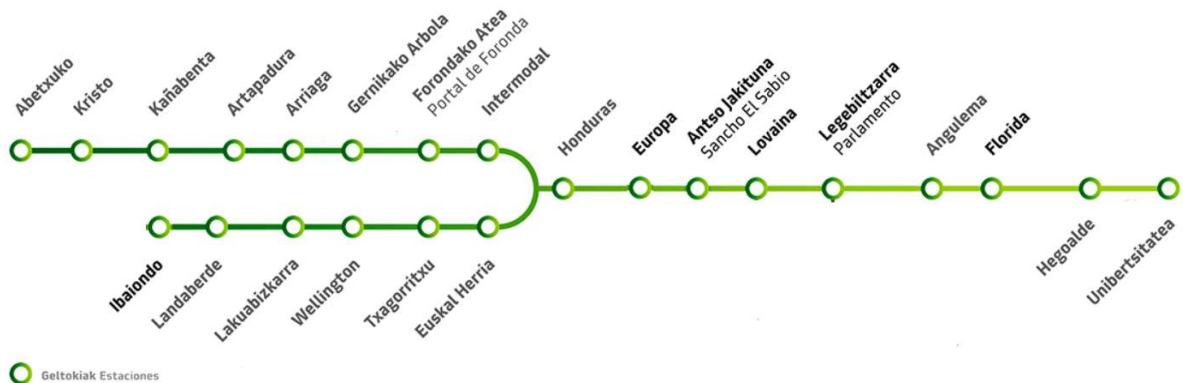 Abetxuko
Kristo
Kañabenta
Artapadura
Arriaga
Gernikako Arbola
Forondako Atea
Portal de Foronda
Intermodal
Honduras
Europa
Antso Jakituna
Sancho El Sabio
Lovaina
Legebiltzarra
Parlamento
Angulema
Florida
Ibaiondo
Landaberde
Lakuabizkarra
Wellington
Txagorritxu
Euskal Herria
Hegoalde
Unibertsitatea
Geltokiak Estaciones